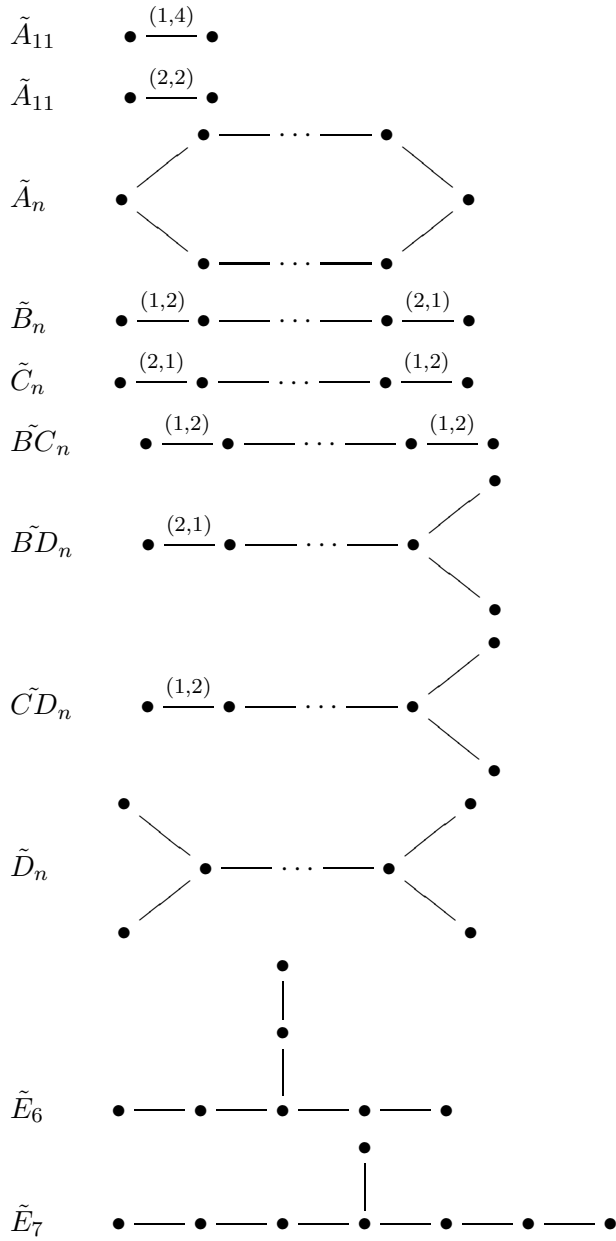 Ã₁₁ (1,4)
Ã₁₁ (2,2)
· · ·
Ãₙ
· · ·
B̃ₙ (1,2) · · · (2,1)
C̃ₙ (2,1) · · · (1,2)
B̃Cₙ (1,2) · · · (1,2)
B̃Dₙ (2,1) · · ·
C̃Dₙ (1,2) · · ·
D̃ₙ · · ·
Ẽ₆
Ẽ₇